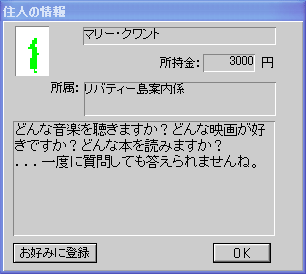 住人の情報
マリー・クワント
所持金： 3000 円
所属： リバティー島案内係
どんな音楽を聴きますか？どんな映画が好
きですか？どんな本を読みますか？
...一度に質問しても答えられませんね。
お好みに登録 OK